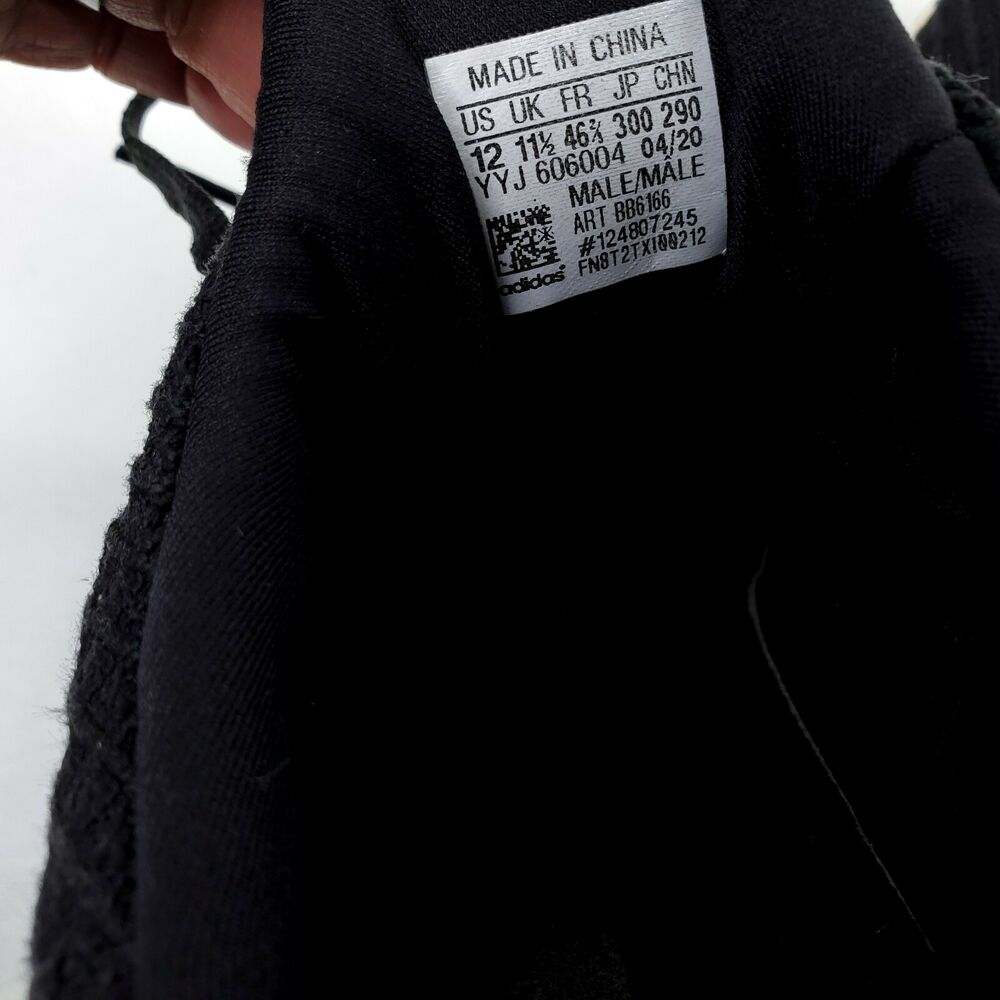 MADE IN CHINA
US UK FR JP CHN
12 11½ 46⅔ 300 290
YYJ 606004 04/20
MALE/MÂLE
ART BB6166
#124807245
FN8T2TXI00212
adidas